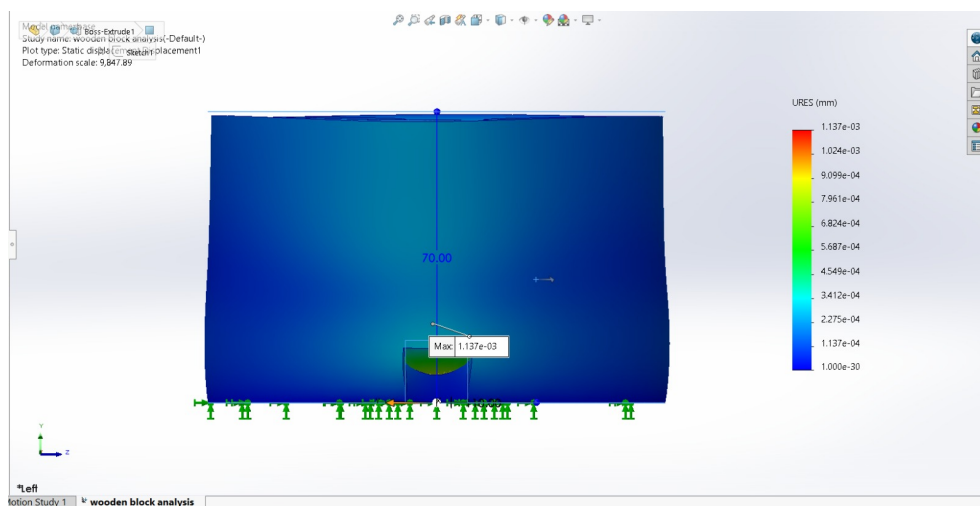 Boss-Extrude1
Study name: wooden block analysis(-Default-)
Plot type: Static displacement Displacement1
Sketch1
Deformation scale: 9,847.89
URES (mm)
1.137e-03
1.024e-03
9.099e-04
7.961e-04
6.824e-04
5.687e-04
4.549e-04
3.412e-04
2.275e-04
1.137e-04
1.000e-30
70.00
Max: 1.137e-03
Y
Z
*Left
Motion Study 1
wooden block analysis